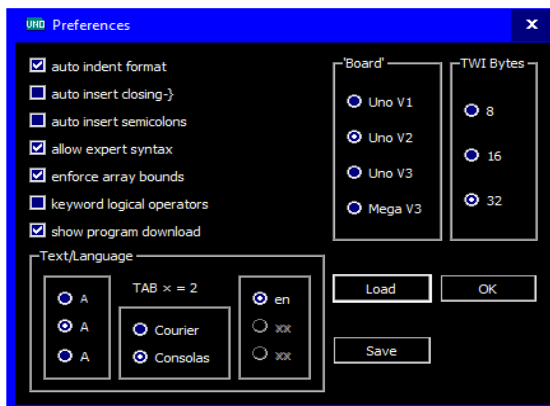 UNO Preferences x
auto indent format
auto insert closing-}
auto insert semicolons
allow expert syntax
enforce array bounds
keyword logical operators
show program download
'Board'
Uno V1
Uno V2
Uno V3
Mega V3
TWI Bytes
8
16
32
Text/Language
A
A
A
TAB × = 2
Courier
Consolas
en
xx
xx
Load
OK
Save